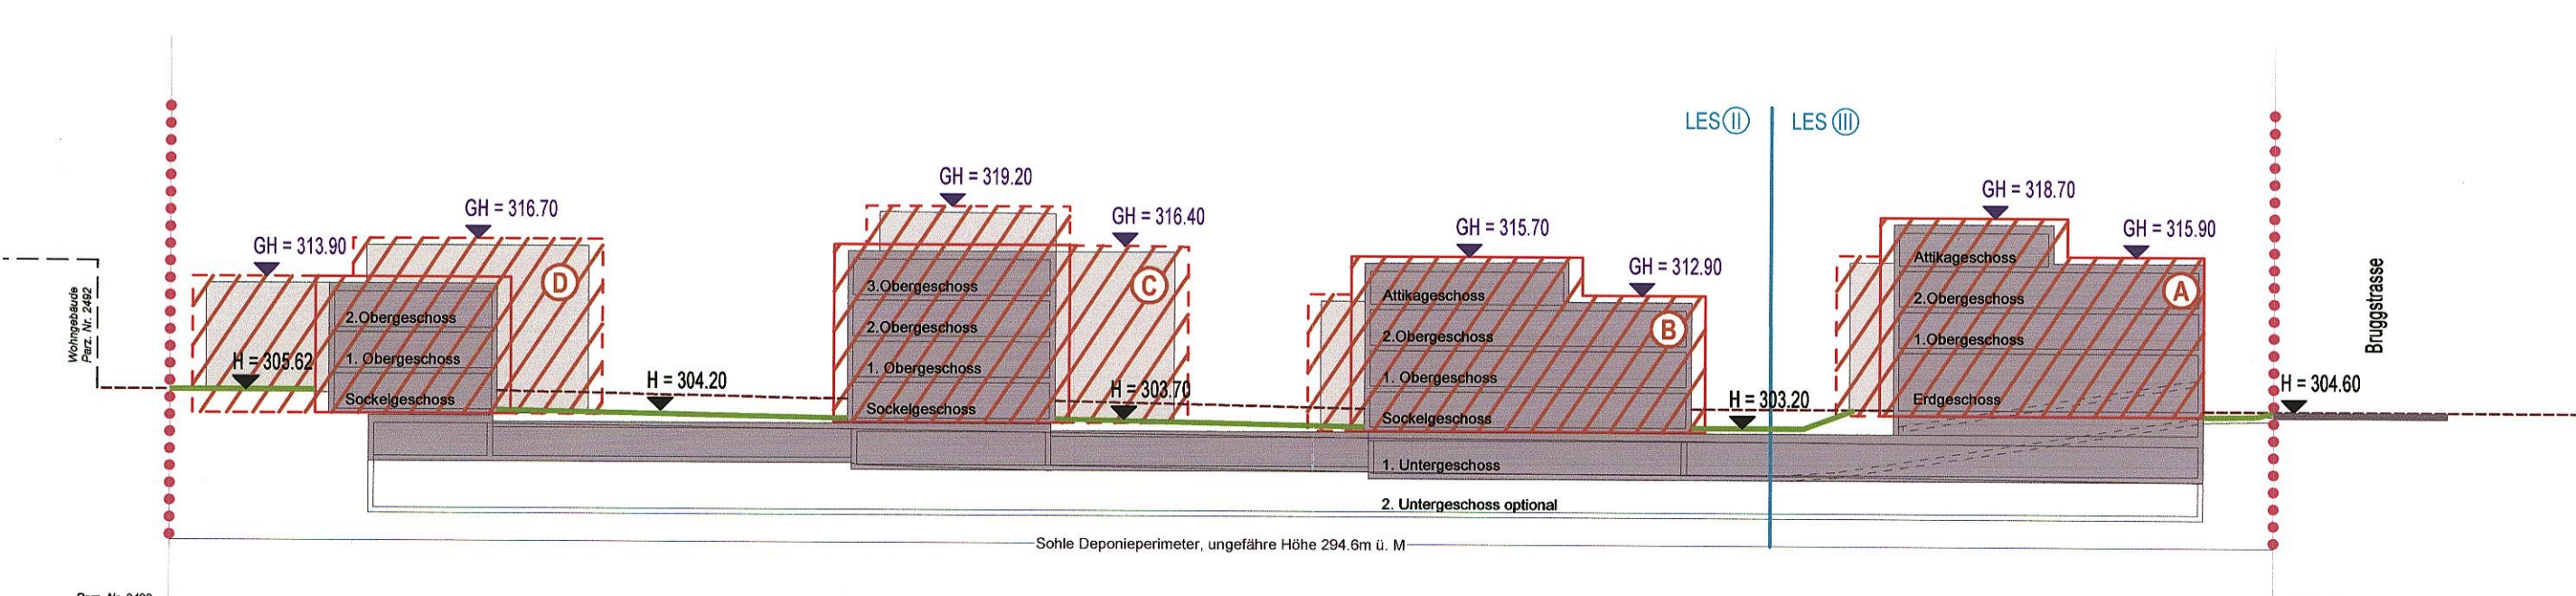 LES II
LES III
GH = 319.20
GH = 318.70
GH = 316.70
GH = 316.40
GH = 315.70
GH = 315.90
GH = 313.90
GH = 312.90
Wohngebäude
Parz. Nr. 2492
D
2.Obergeschoss
1. Obergeschoss
Sockelgeschoss
H = 305.62
H = 304.20
C
3.Obergeschoss
2.Obergeschoss
1. Obergeschoss
Sockelgeschoss
H = 303.70
B
Attikageschoss
2.Obergeschoss
1. Obergeschoss
Sockelgeschoss
H = 303.20
A
Attikageschoss
2.Obergeschoss
1.Obergeschoss
Erdgeschoss
Bruggstrasse
H = 304.60
1. Untergeschoss
2. Untergeschoss optional
Sohle Deponieperimeter, ungefähre Höhe 294.6m ü. M